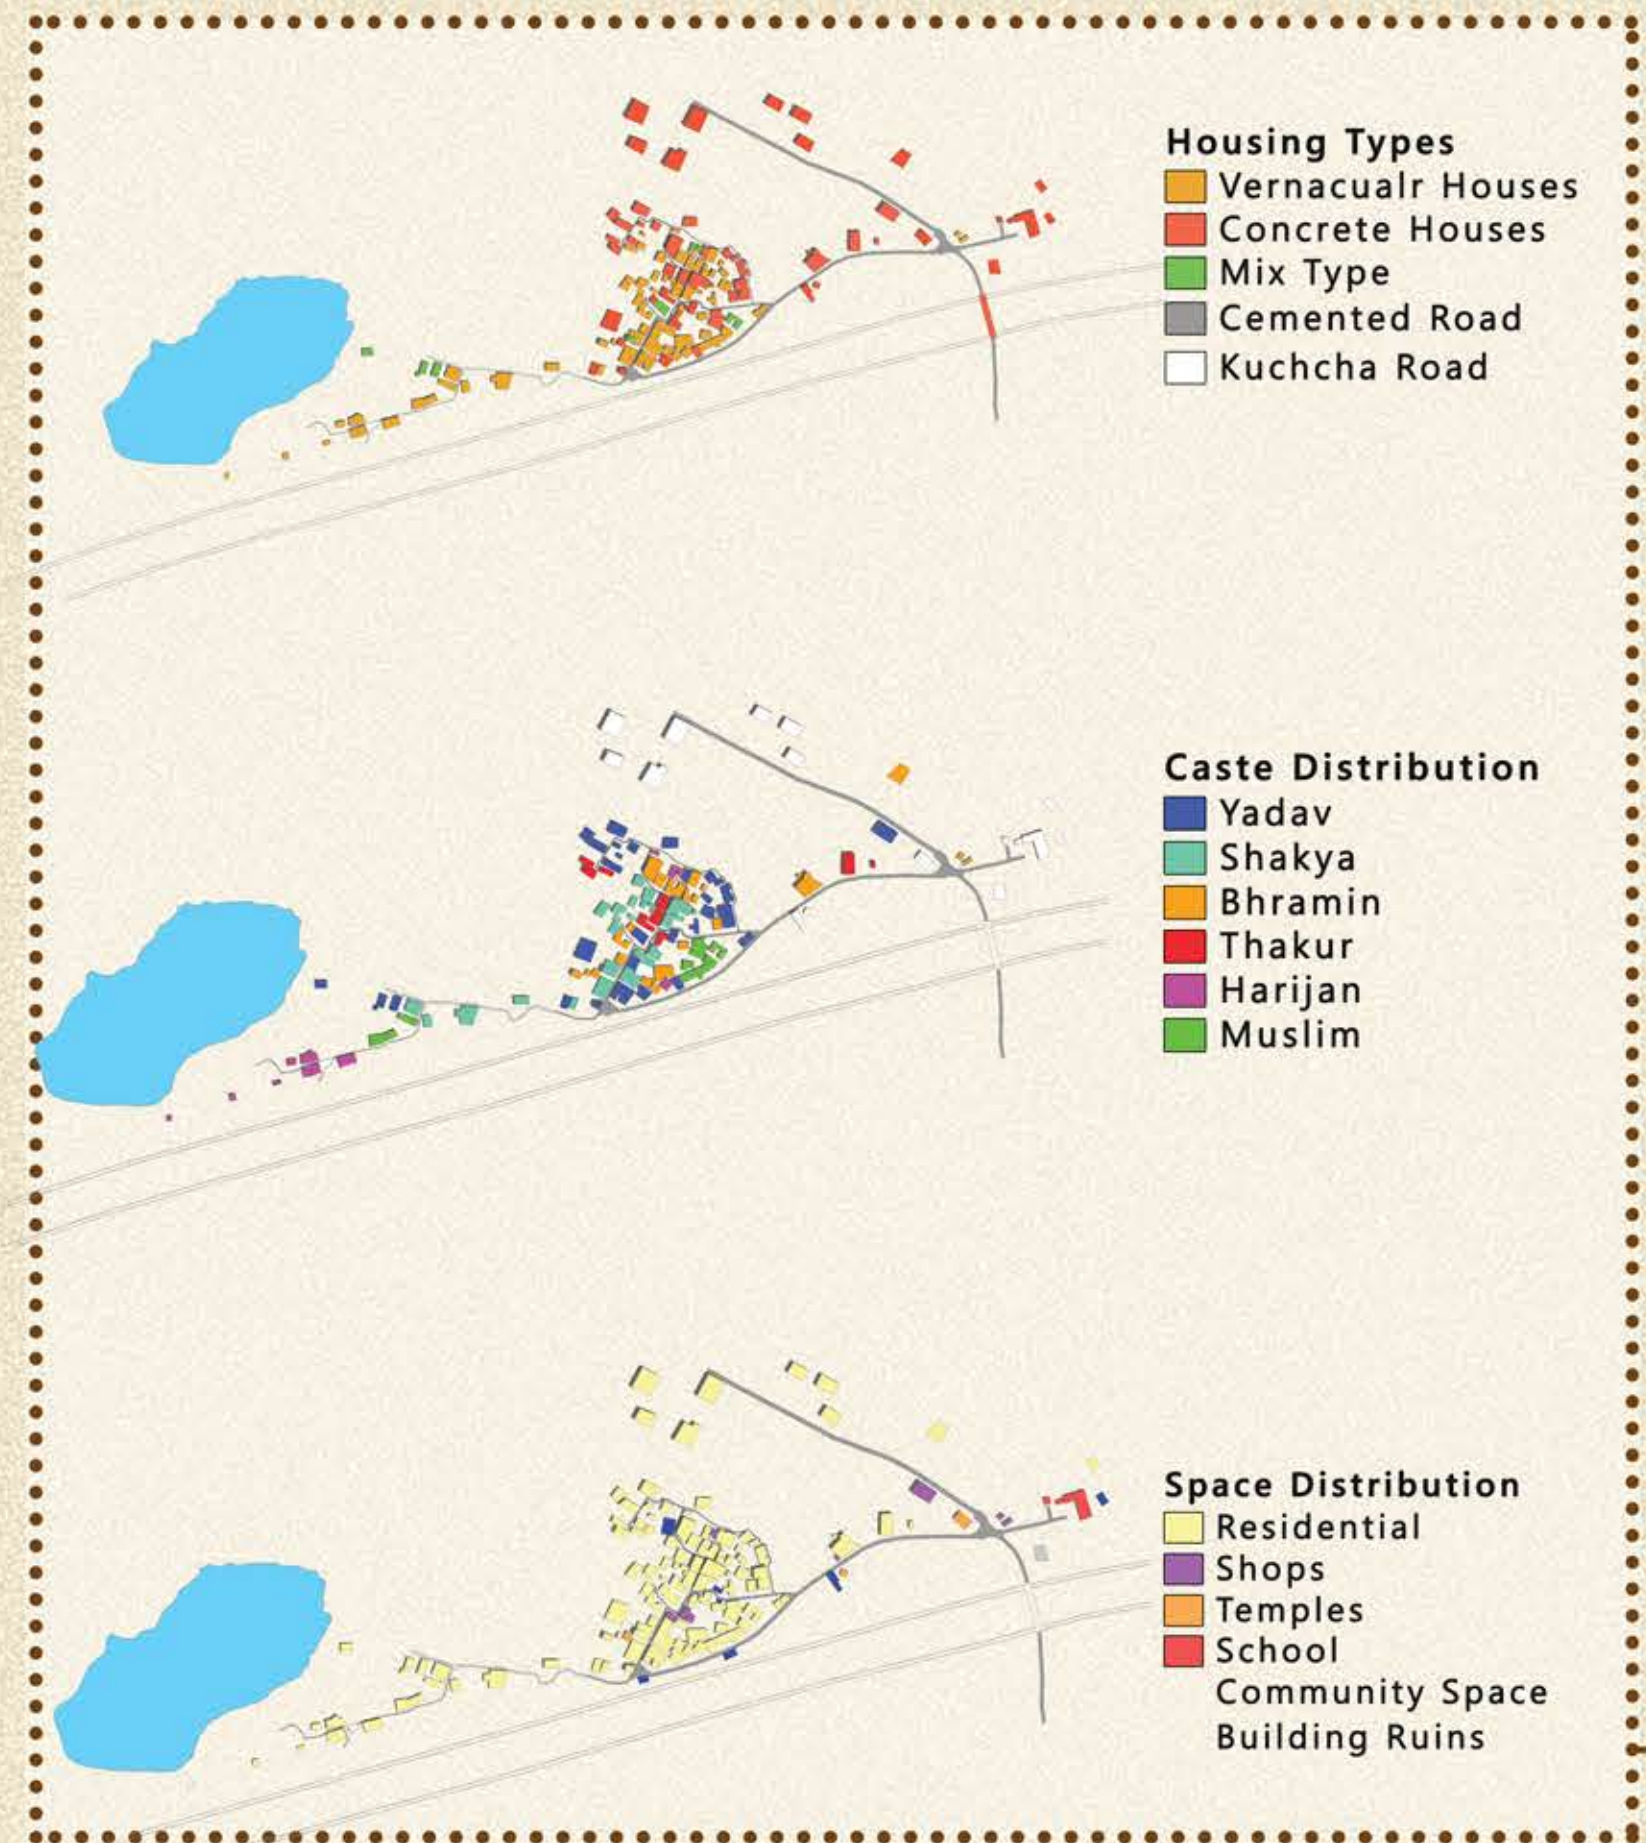 Housing Types
Vernacualr Houses
Concrete Houses
Mix Type
Cemented Road
Kuchcha Road
Caste Distribution
Yadav
Shakya
Bhramin
Thakur
Harijan
Muslim
Space Distribution
Residential
Shops
Temples
School
Community Space
Building Ruins